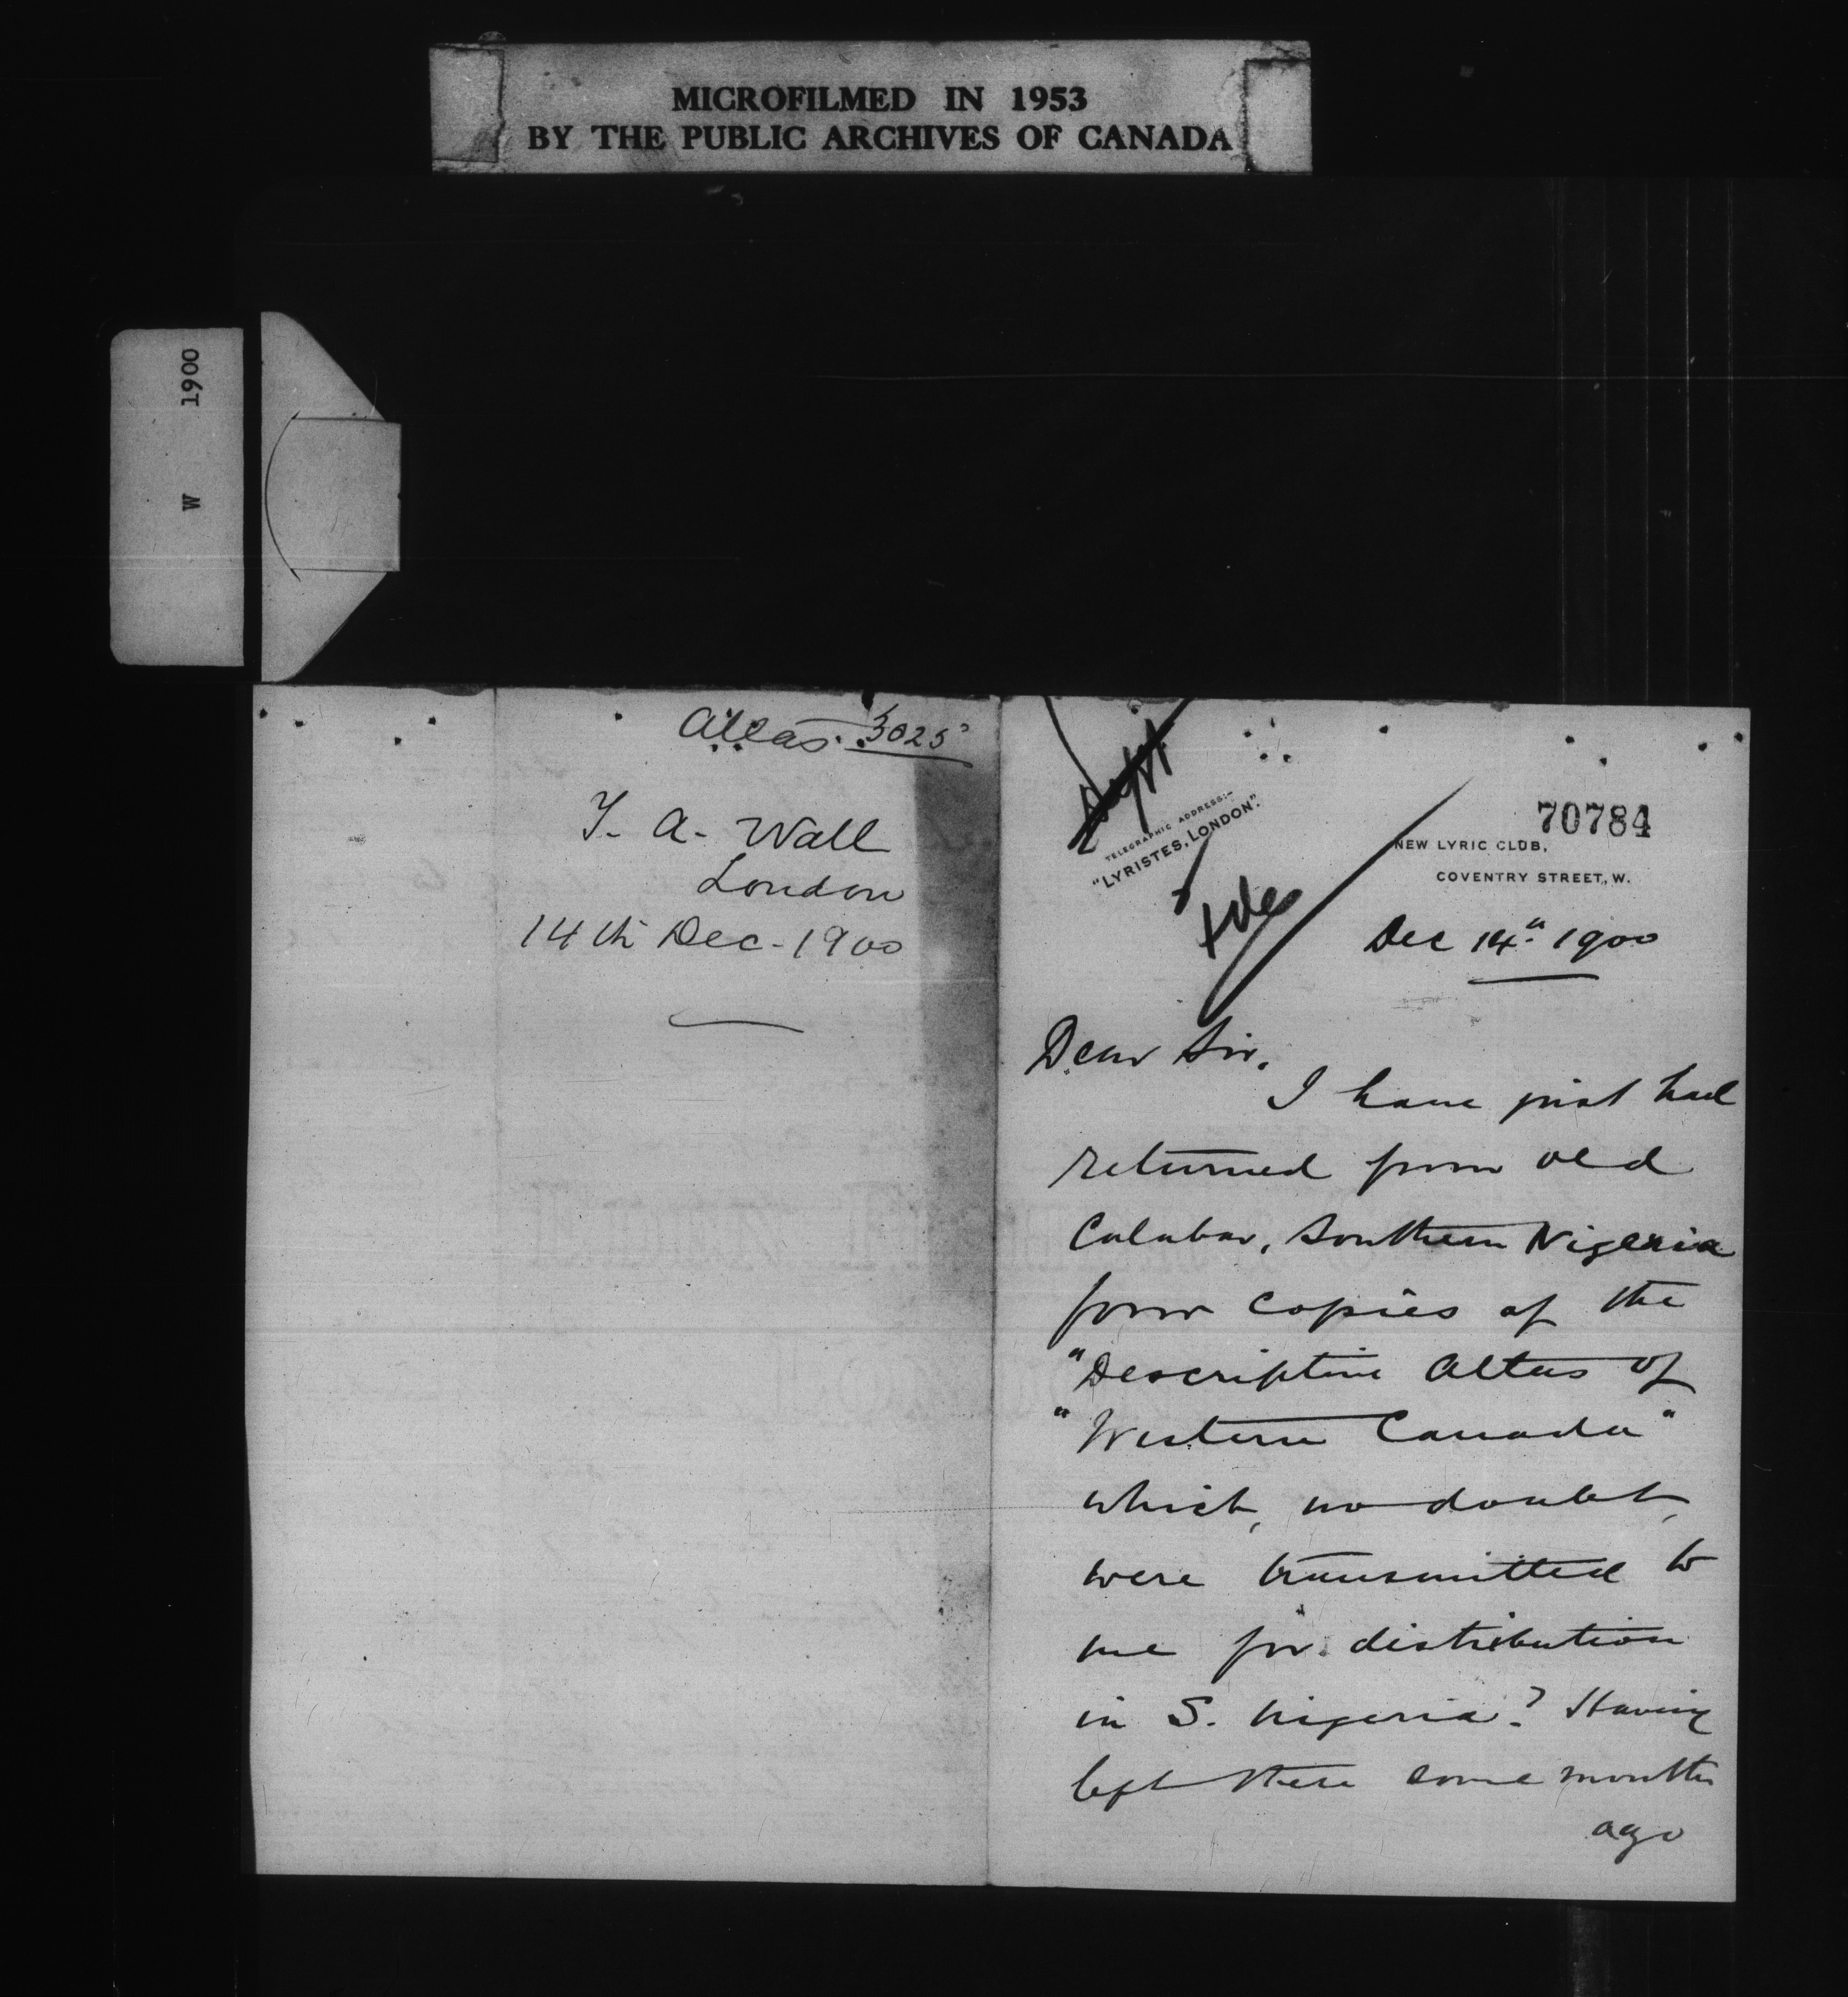 MICROFILMED IN 1953
BY THE PUBLIC ARCHIVES OF CANADA
W 1900
Atlas. 3025
T. A. Wall
London
14th Dec. 1900
Dept
TELEGRAPHIC ADDRESS:-
"LYRISTES, LONDON".
70784
NEW LYRIC CLUB,
COVENTRY STREET, W.
File
Dec 14th 1900
Dear Sir,
I have just had
returned from Old
Calabar, Southern Nigeria
four copies of the
"Descriptive Atlas of
"Western Canada"
which, no doubt,
were transmitted to
me for distribution
in S. Nigeria? Having
left there some months
ago